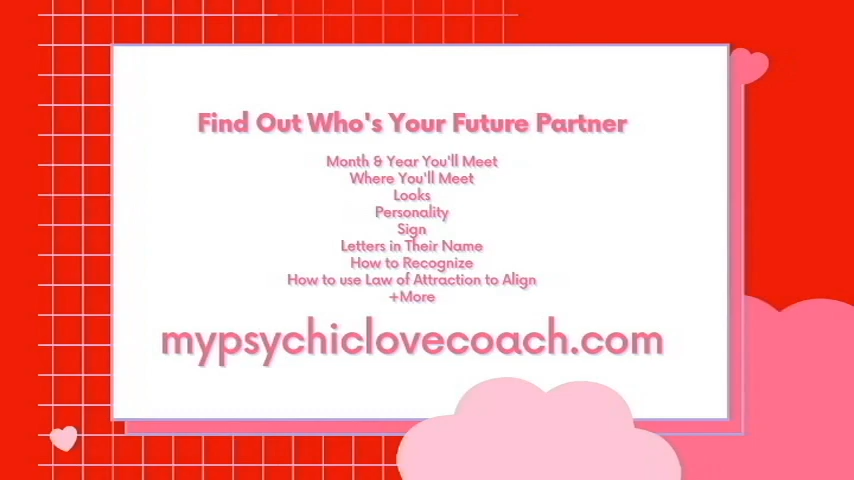 Find Out Who's Your Future Partner
Month & Year You'll Meet
Where You'll Meet
Looks
Personality
Sign
Letters in Their Name
How to Recognize
How to use Law of Attraction to Align
+More
mypsychiclovecoach.com